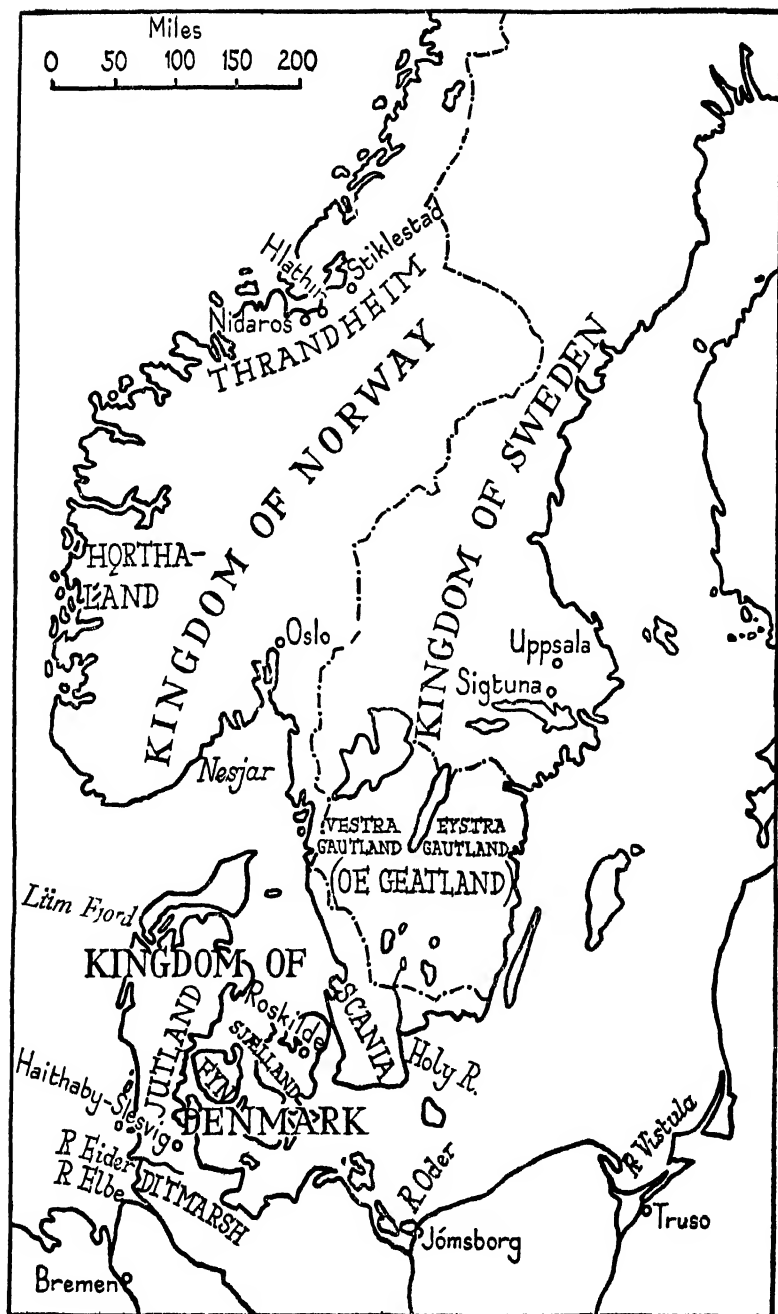 Miles
0 50 100 150 200
Hlathir
Stiklestad
Nidaros
THRANDHEIM
KINGDOM OF NORWAY
KINGDOM OF SWEDEN
HǪRTHA-
LAND
Oslo
Uppsala
Sigtuna
Nesjar
VESTRA
GAUTLAND
EYSTRA
GAUTLAND
(OE GEATLAND)
Lüm Fjord
KINGDOM OF
DENMARK
JUTLAND
Roskilde
SJÆLLAND
FYN
SCANIA
Holy R.
Haithaby-Slesvig
R Eider
R Elbe
DITMARSH
R Oder
Jómsborg
R Vistula
Truso
Bremen